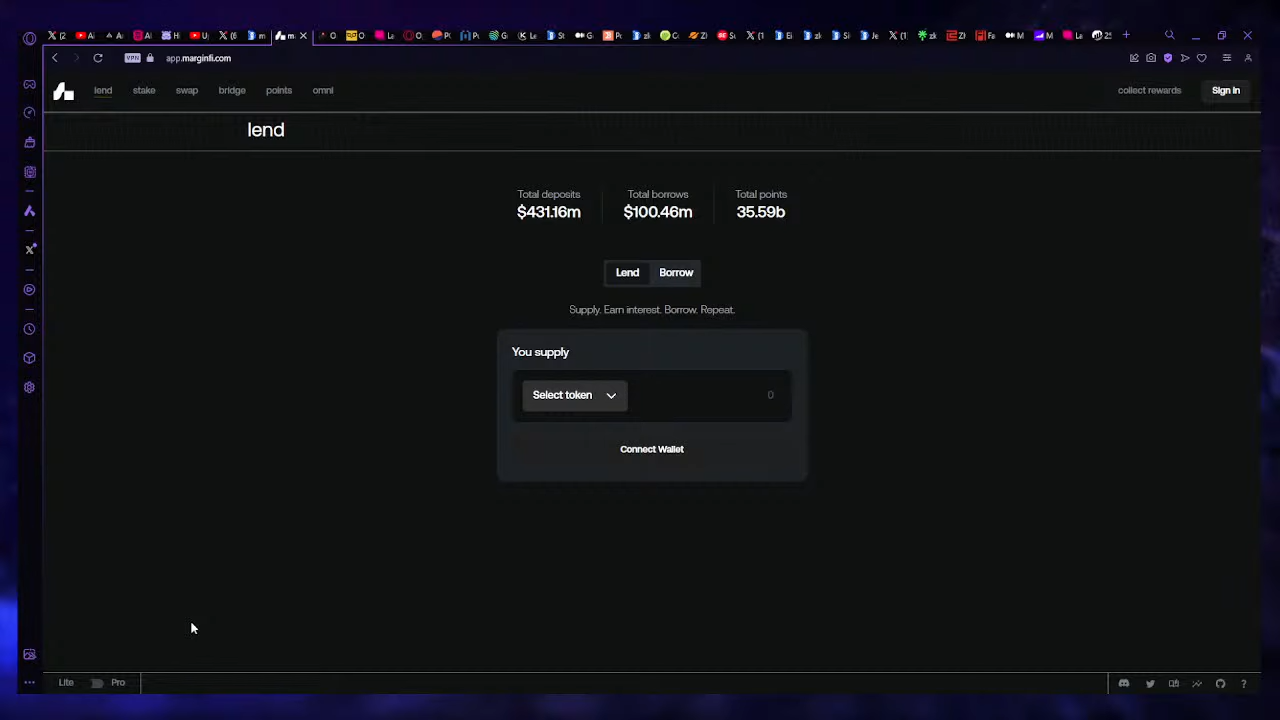 VPN app.marginfi.com
lend stake swap bridge points omni collect rewards Sign In
lend
Total deposits Total borrows Total points
$431.16m $100.46m 35.59b
Lend Borrow
Supply. Earn interest. Borrow. Repeat.
You supply
Select token 0
Connect Wallet
Lite Pro